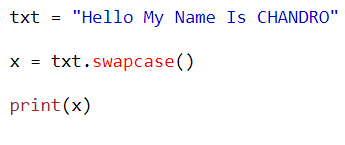 txt = "Hello My Name Is CHANDRO"
x = txt.swapcase()
print(x)